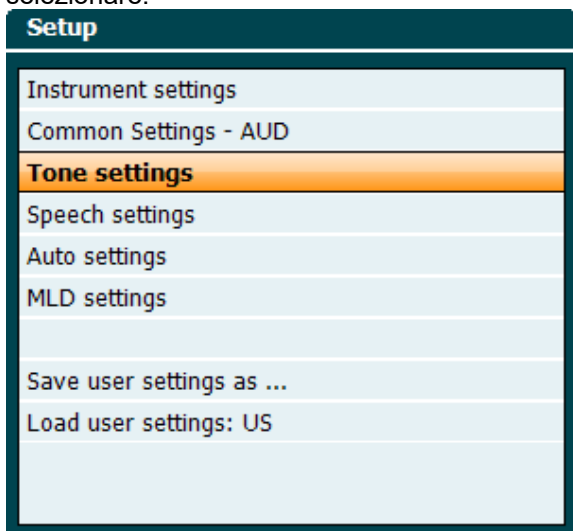 selezionare.
Setup
Instrument settings
Common Settings - AUD
Tone settings
Speech settings
Auto settings
MLD settings
Save user settings as ...
Load user settings: US